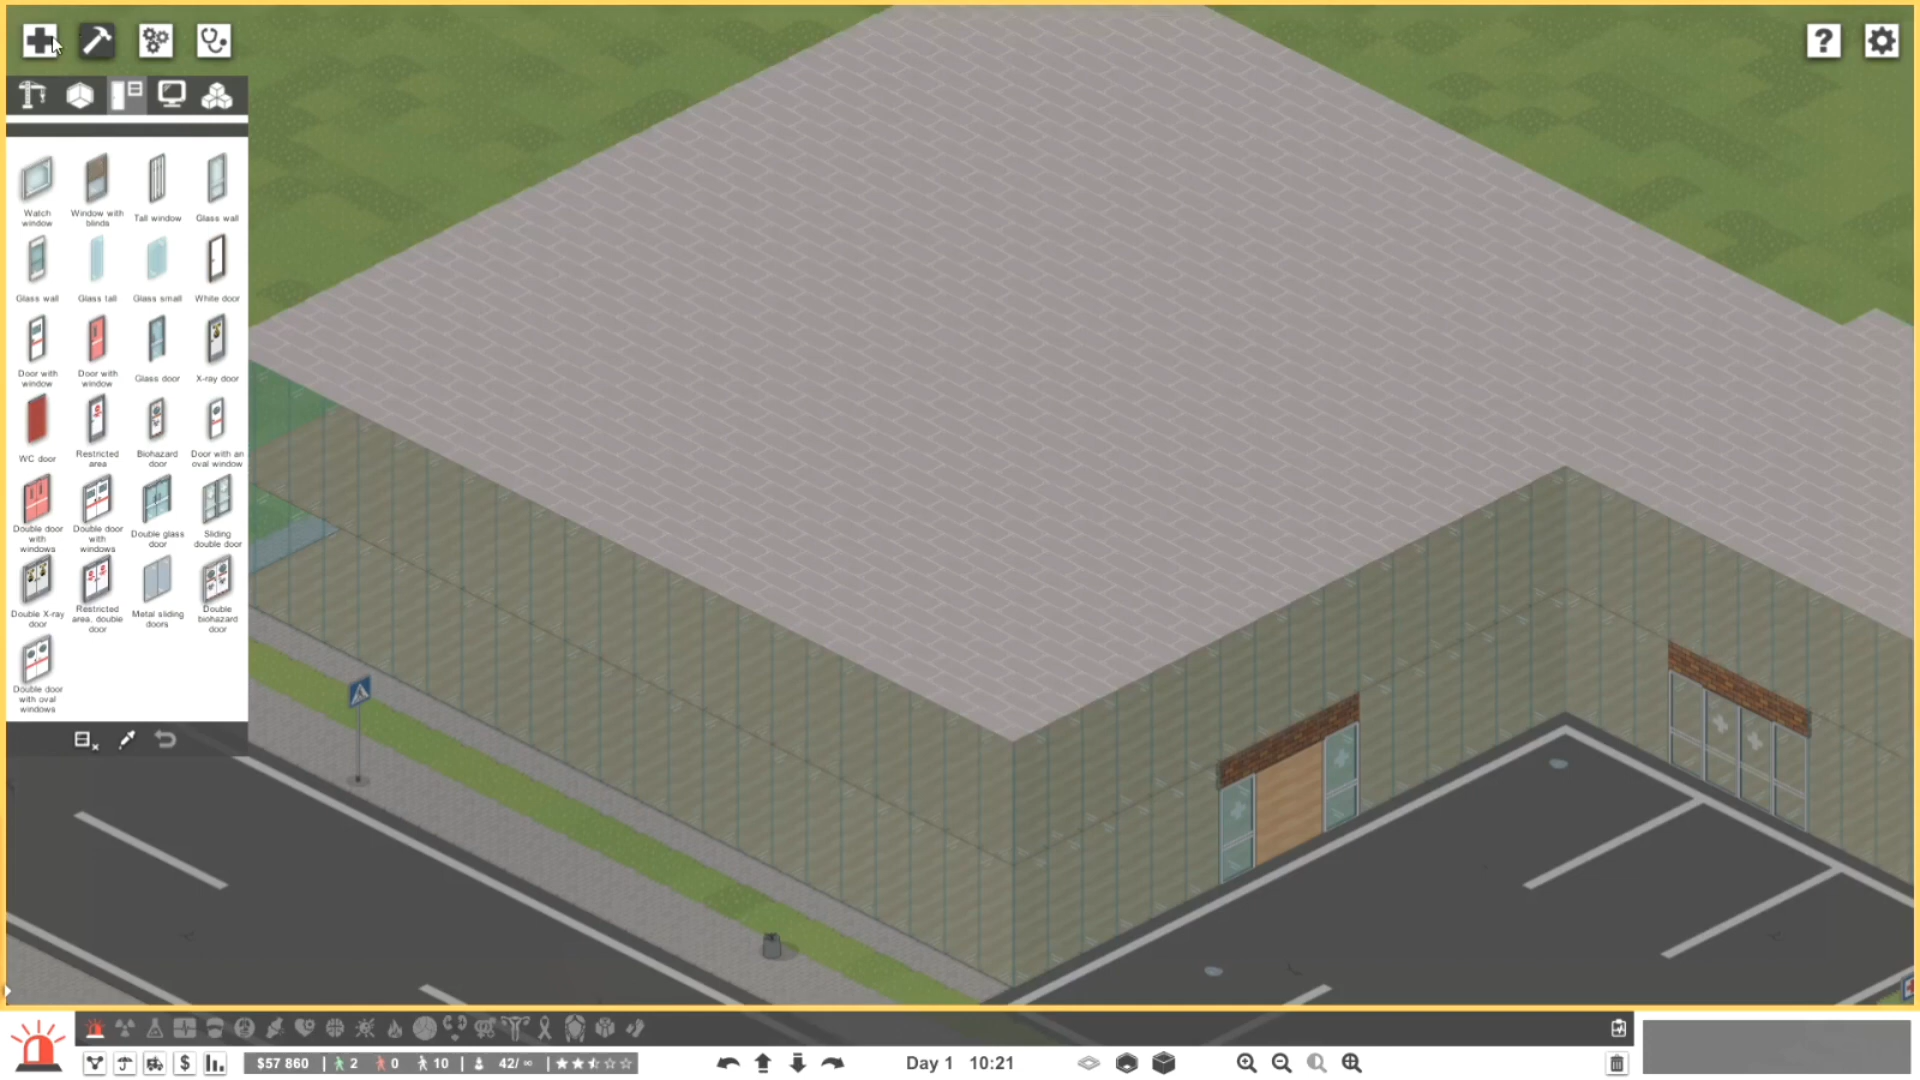 ?
Watch window
Window with blinds
Tall window
Glass wall
Glass wall
Glass tall
Glass small
White door
Door with window
Door with window
Glass door
X-ray door
WC door
Restricted area
Biohazard door
Door with an oval window
Double door with windows
Double door with windows
Double glass door
Sliding double door
Double X-ray door
Restricted area, double door
Metal sliding doors
Double biohazard door
Double door with oval windows
$
$57 860 | 2 0 10 | 42/ ∞ |
Day 1 10:21